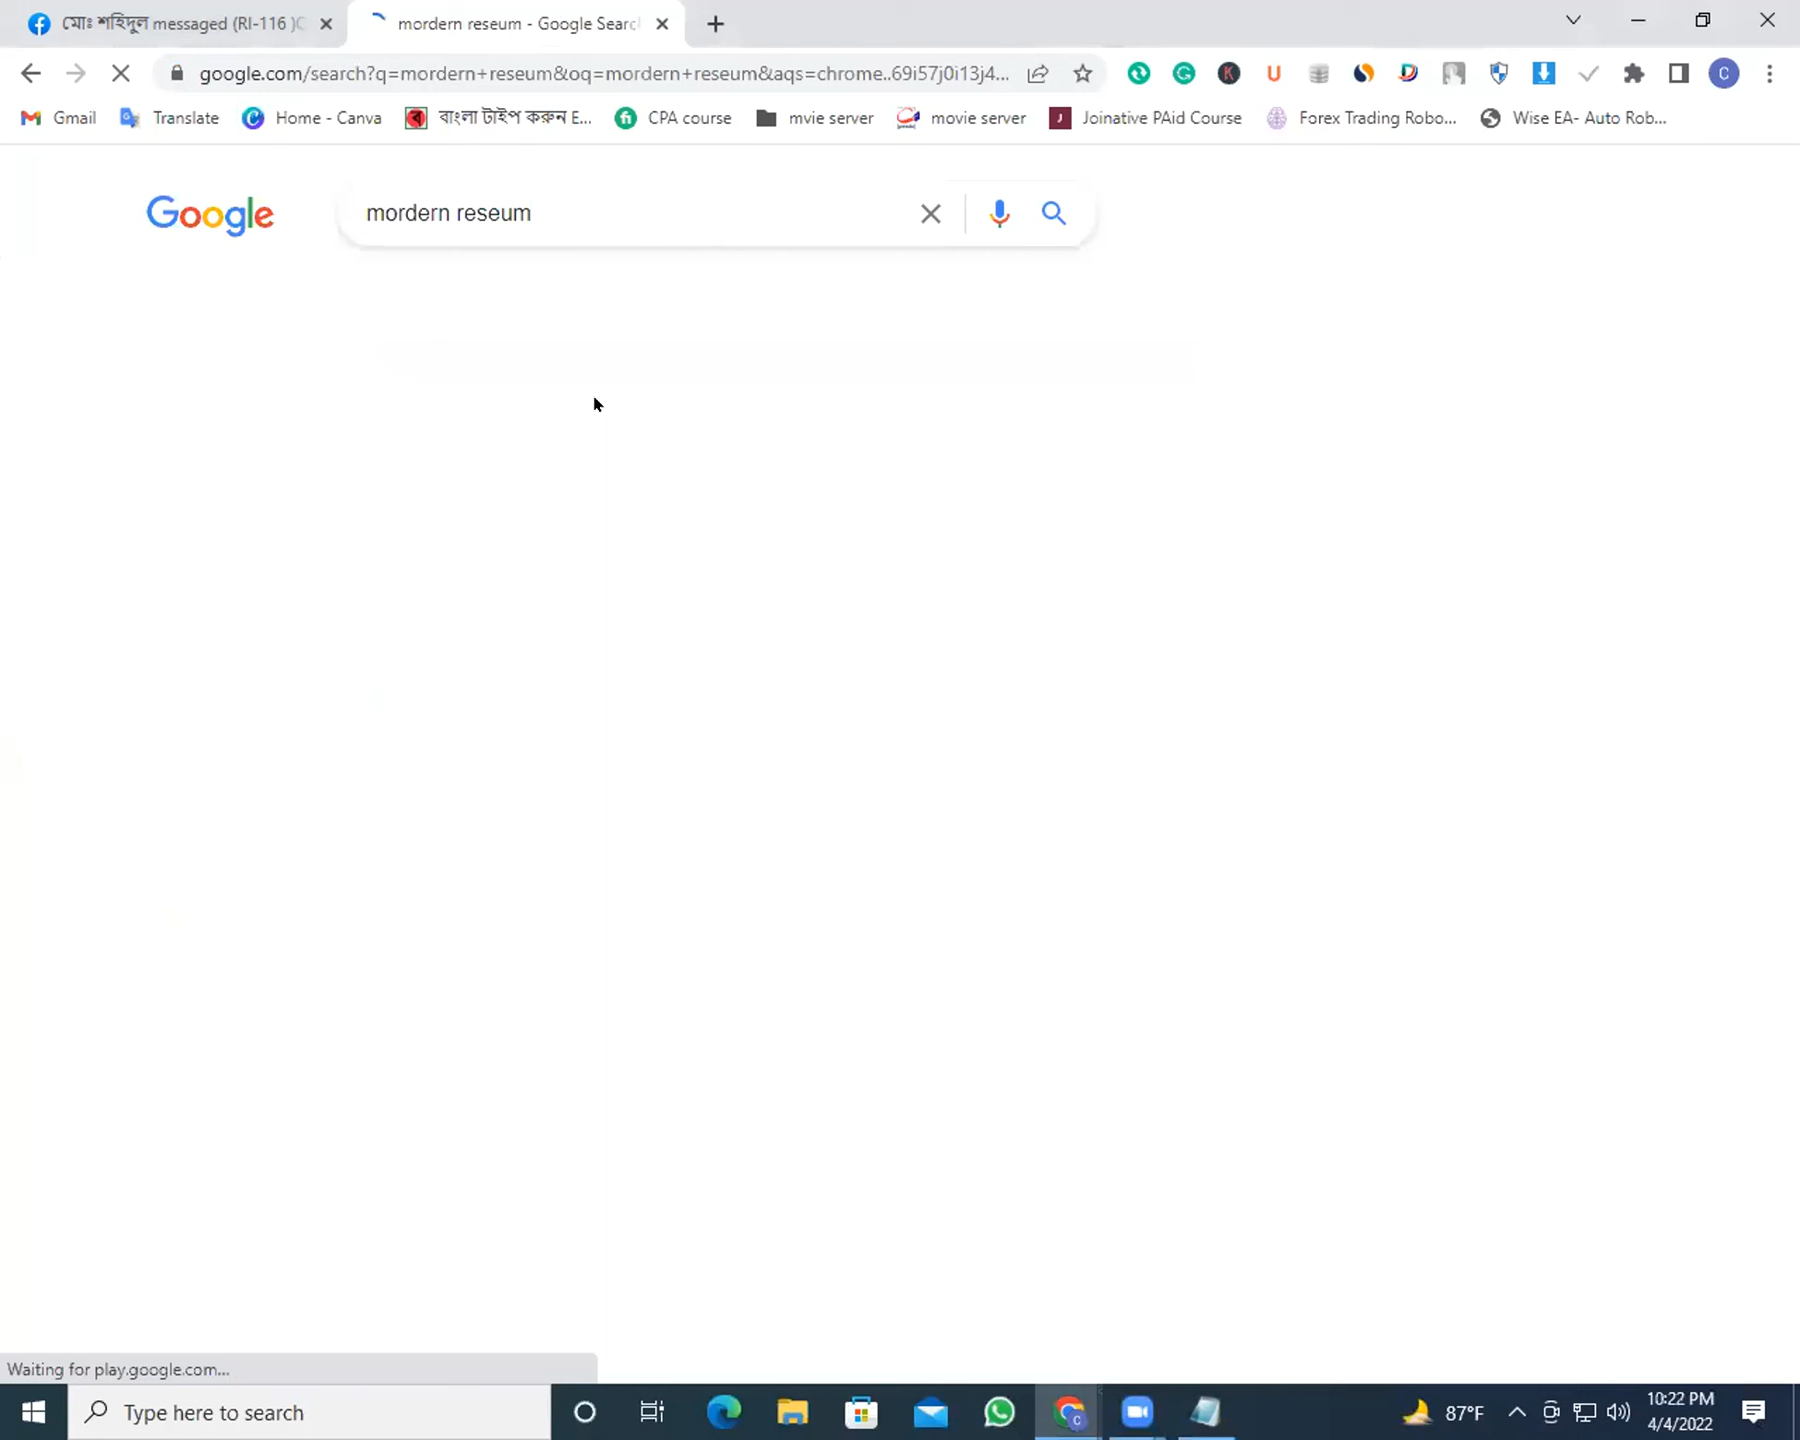 মোঃ শহিদুল messaged (RI-116 )C
mordern reseum - Google Searc
google.com/search?q=mordern+reseum&oq=mordern+reseum&aqs=chrome..69i57j0i13j4...
C
Gmail
Translate
Home - Canva
বাংলা টাইপ করুন E...
CPA course
mvie server
movie server
Joinative PAid Course
Forex Trading Robo...
Wise EA- Auto Rob...
Google
mordern reseum
Waiting for play.google.com...
Type here to search
87°F
10:22 PM
4/4/2022